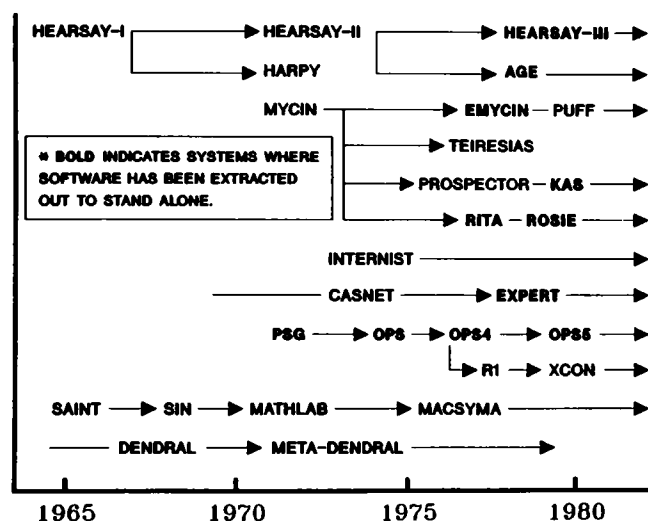 HEARSAY-I HEARSAY-II HEARSAY-III
HARPY AGE
MYCIN EMYCIN PUFF
TEIRESIAS
* BOLD INDICATES SYSTEMS WHERE
SOFTWARE HAS BEEN EXTRACTED
OUT TO STAND ALONE.
PROSPECTOR KAS
RITA ROSIE
INTERNIST
CASNET EXPERT
PSG OPS OPS4 OPS5
R1 XCON
SAINT SIN MATHLAB MACSYMA
DENDRAL META-DENDRAL
1965 1970 1975 1980